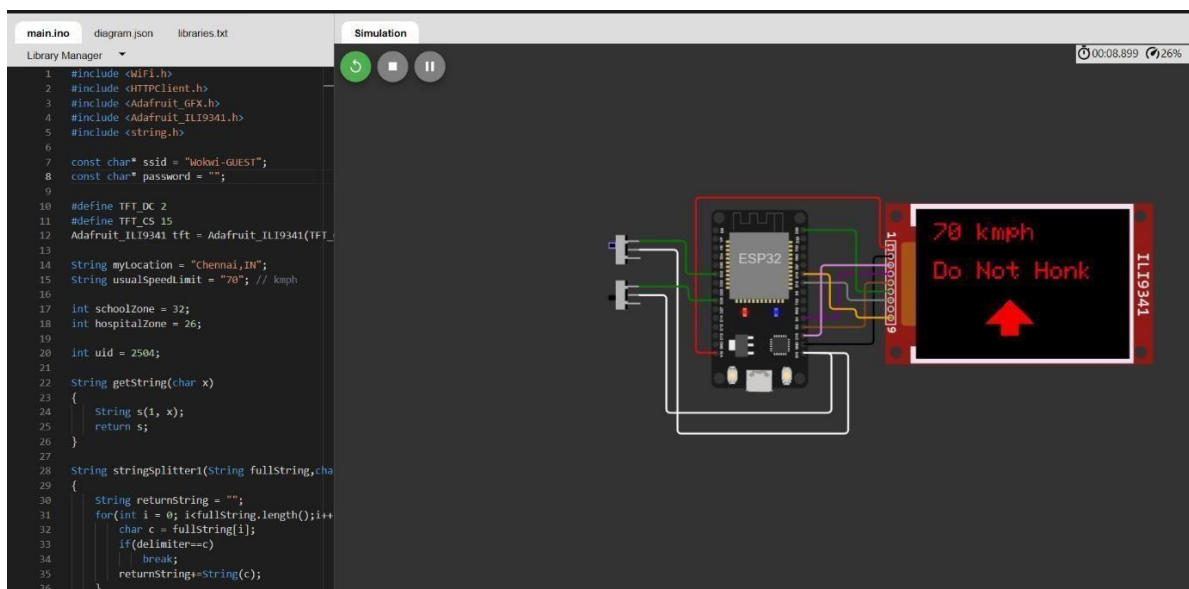 main.ino diagram.json libraries.txt
Library Manager
1 #include <WiFi.h>
2 #include <HTTPClient.h>
3 #include <Adafruit_GFX.h>
4 #include <Adafruit_ILI9341.h>
5 #include <string.h>
6
7 const char* ssid = "Wokwi-GUEST";
8 const char* password = "";
9
10 #define TFT_DC 2
11 #define TFT_CS 15
12 Adafruit_ILI9341 tft = Adafruit_ILI9341(TFT_
13
14 String myLocation = "Chennai,IN";
15 String usualSpeedLimit = "70"; // kmph
16
17 int schoolZone = 32;
18 int hospitalZone = 26;
19
20 int uid = 2504;
21
22 String getString(char x)
23 {
24 String s(1, x);
25 return s;
26 }
27
28 String stringSplitter1(String fullString,cha
29 {
30 String returnString = "";
31 for(int i = 0; i<fullString.length();i++
32 char c = fullString[i];
33 if(delimiter==c)
34 break;
35 returnString+=String(c);
36 }
Simulation
00:08.899 26%
ESP32
1
9
70 kmph
Do Not Honk
ILI9341